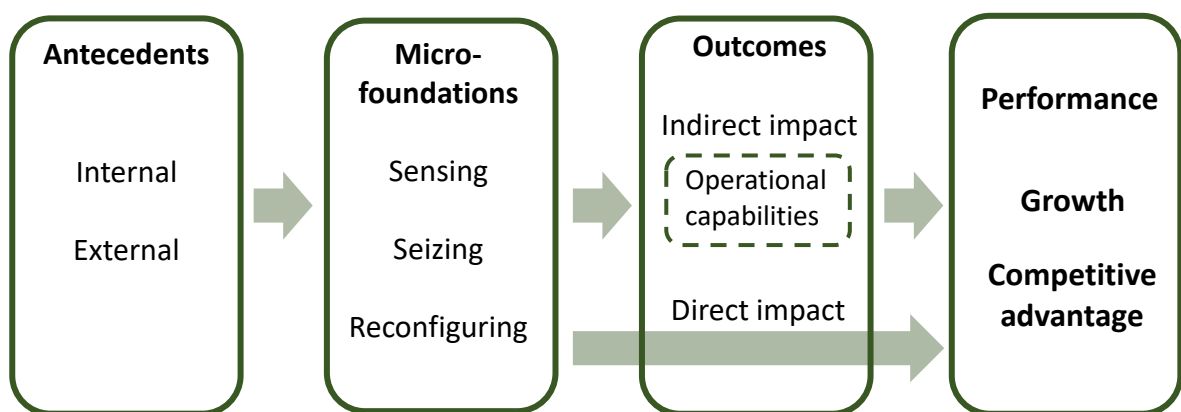 Antecedents
Internal
External
Micro-
foundations
Sensing
Seizing
Reconfiguring
Outcomes
Indirect impact
Operational
capabilities
Direct impact
Performance
Growth
Competitive
advantage